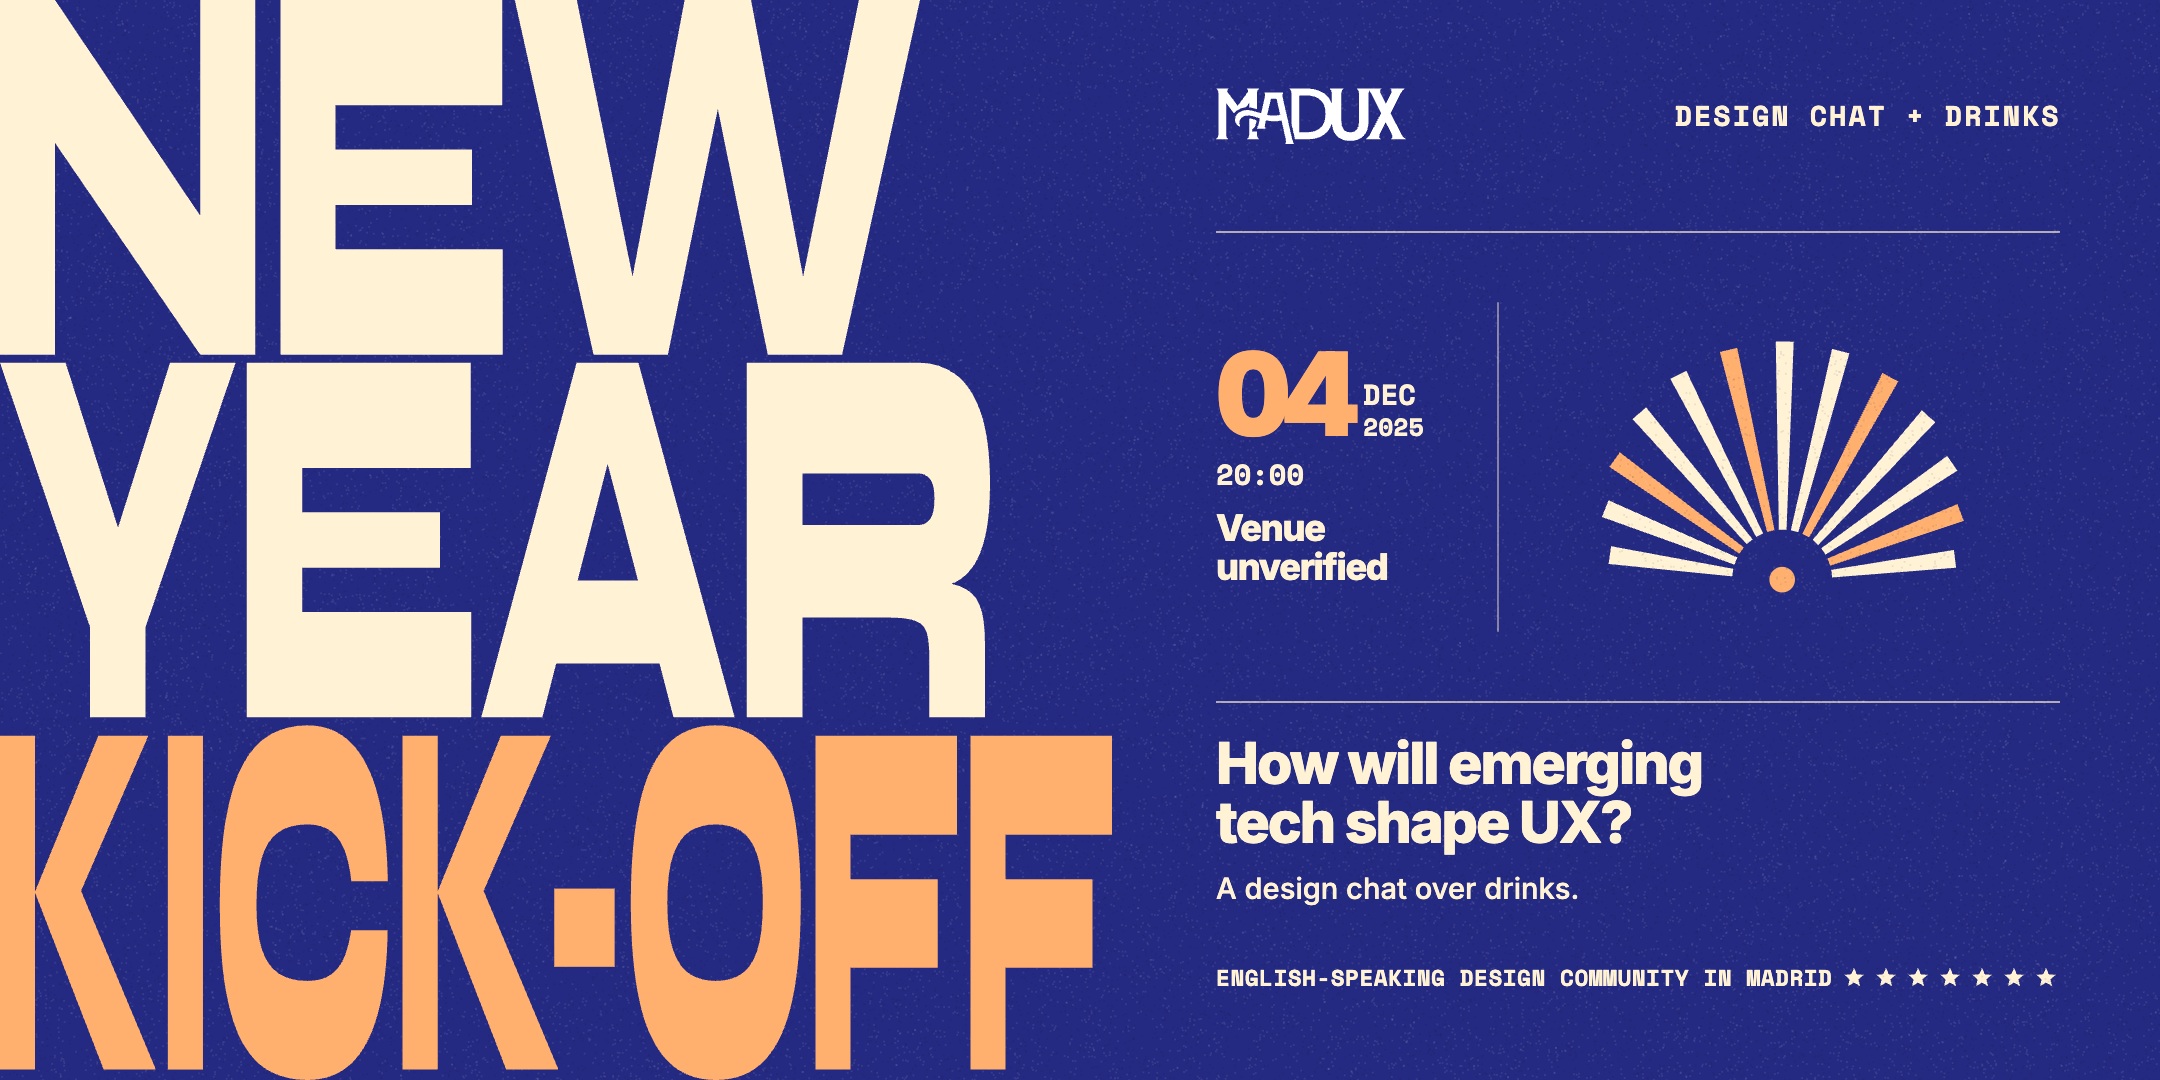 NEW
YEAR
KICK-OFF
MADUX
DESIGN CHAT + DRINKS
04
DEC
2025
20:00
Venue
unverified
How will emerging
tech shape UX?
A design chat over drinks.
ENGLISH-SPEAKING DESIGN COMMUNITY IN MADRID ★ ★ ★ ★ ★ ★ ★